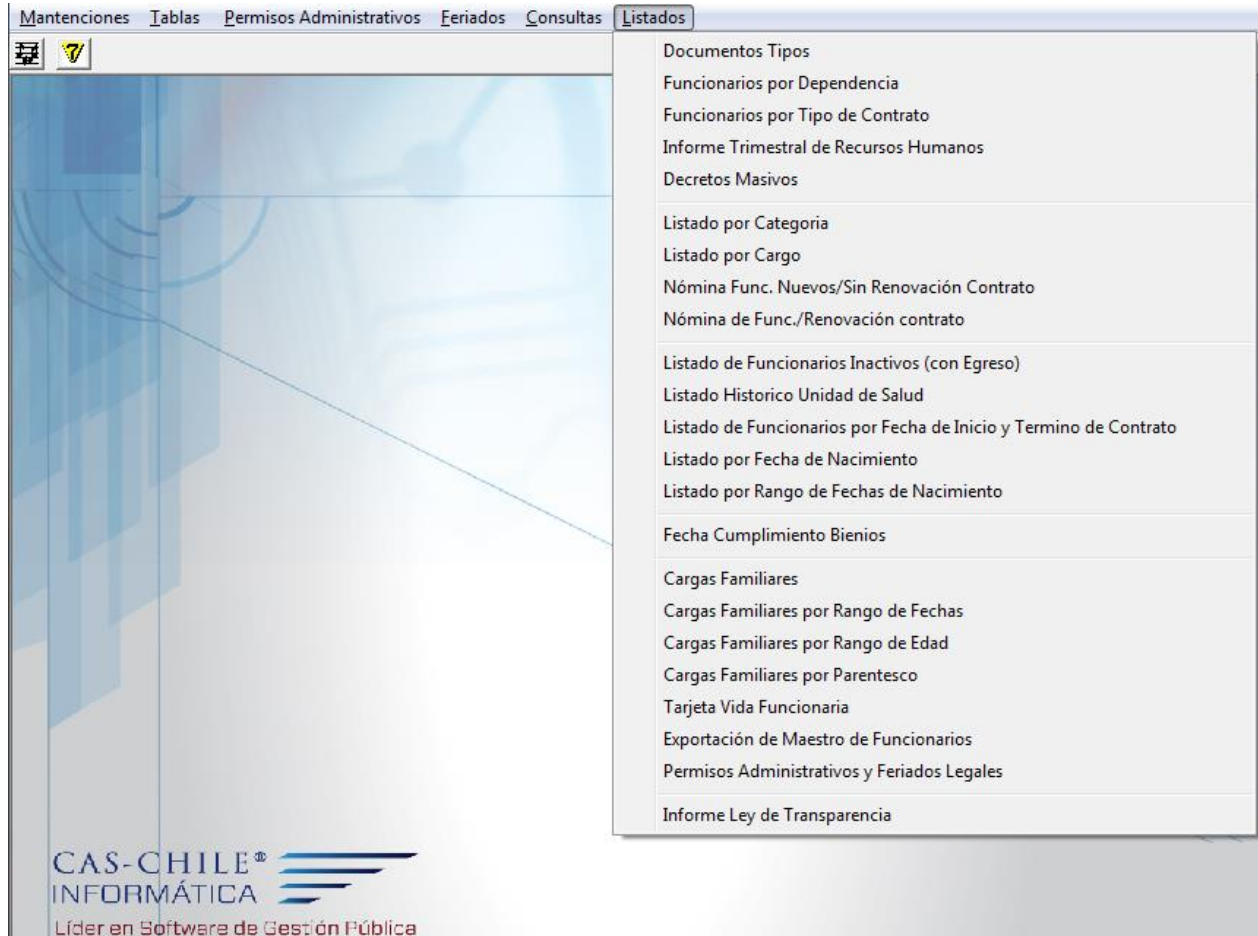 Mantenciones Tablas Permisos Administrativos Feriados Consultas Listados
Documentos Tipos
Funcionarios por Dependencia
Funcionarios por Tipo de Contrato
Informe Trimestral de Recursos Humanos
Decretos Masivos
Listado por Categoria
Listado por Cargo
Nómina Func. Nuevos/Sin Renovación Contrato
Nómina de Func./Renovación contrato
Listado de Funcionarios Inactivos (con Egreso)
Listado Historico Unidad de Salud
Listado de Funcionarios por Fecha de Inicio y Termino de Contrato
Listado por Fecha de Nacimiento
Listado por Rango de Fechas de Nacimiento
Fecha Cumplimiento Bienios
Cargas Familiares
Cargas Familiares por Rango de Fechas
Cargas Familiares por Rango de Edad
Cargas Familiares por Parentesco
Tarjeta Vida Funcionaria
Exportación de Maestro de Funcionarios
Permisos Administrativos y Feriados Legales
Informe Ley de Transparencia
CAS-CHILE®
INFORMÁTICA
Líder en Software de Gestión Pública